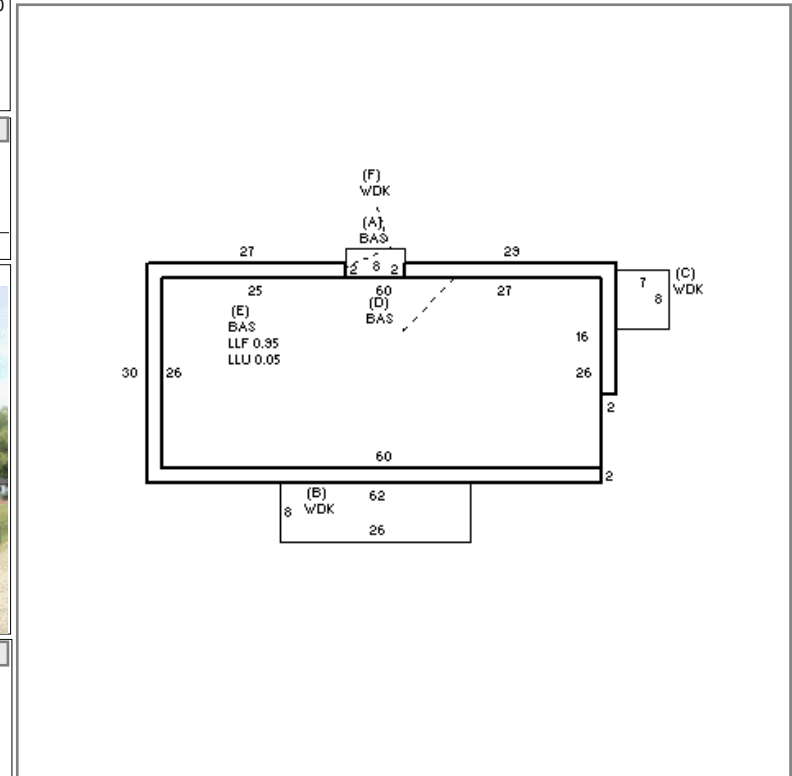 (F)
WDK
(A)
BAS
27
29
2 8 2
25
60
27
(C)
WDK
7
8
(D)
BAS
(E)
BAS
LLF 0.95
LLU 0.05
16
30
26
26
2
60
2
(B)
WDK
62
8
26